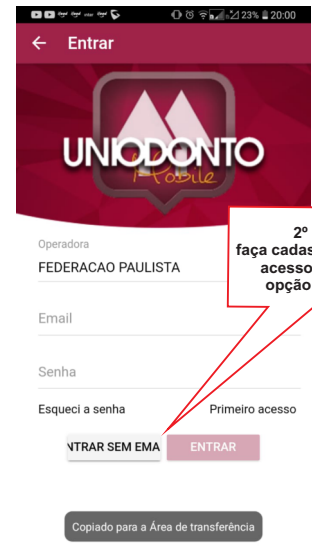 23% 20:00
Entrar
UNIODONTO
Mobile
Operadora
FEDERACAO PAULISTA
2º
faça cadas
acesso
opção
Email
Senha
Esqueci a senha Primeiro acesso
NTRAR SEM EMA ENTRAR
Copiado para a Área de transferência